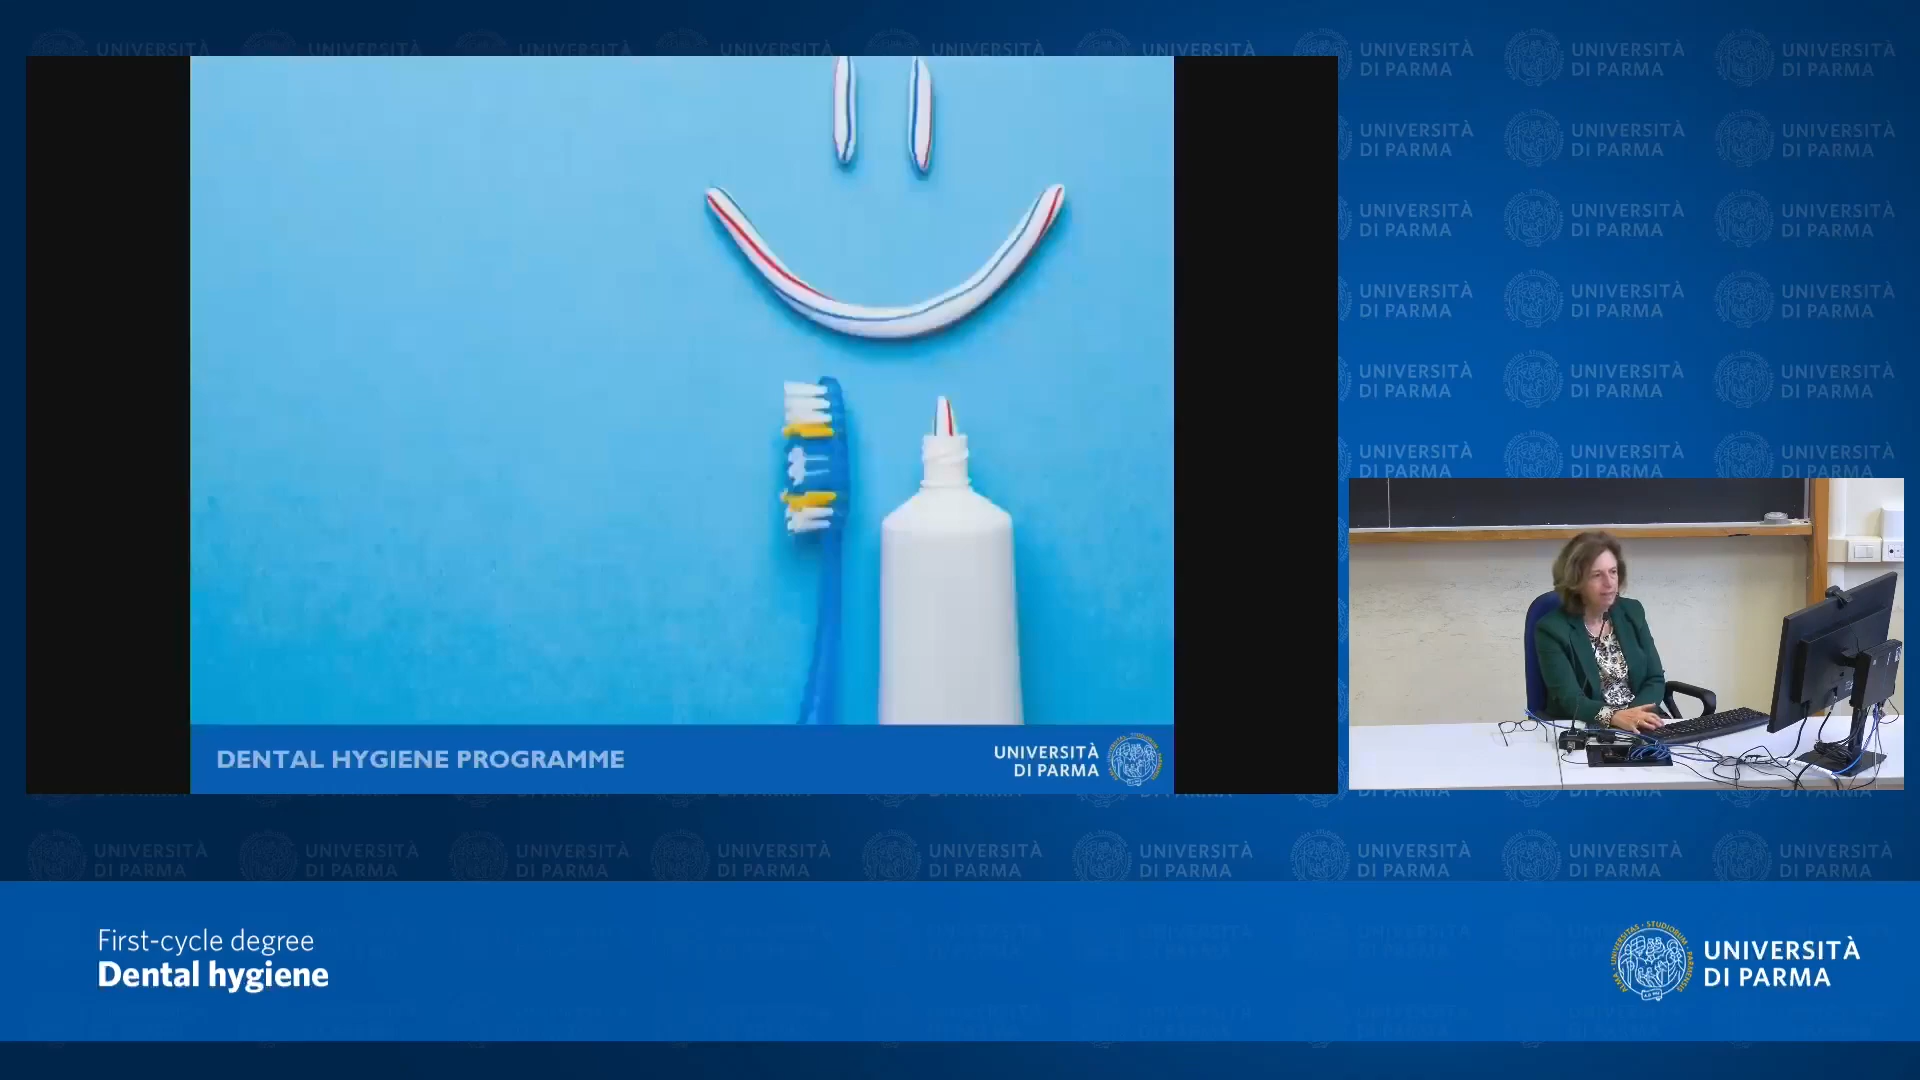 DENTAL HYGIENE PROGRAMME
UNIVERSITÀ
DI PARMA
First-cycle degree
Dental hygiene
UNIVERSITÀ
DI PARMA